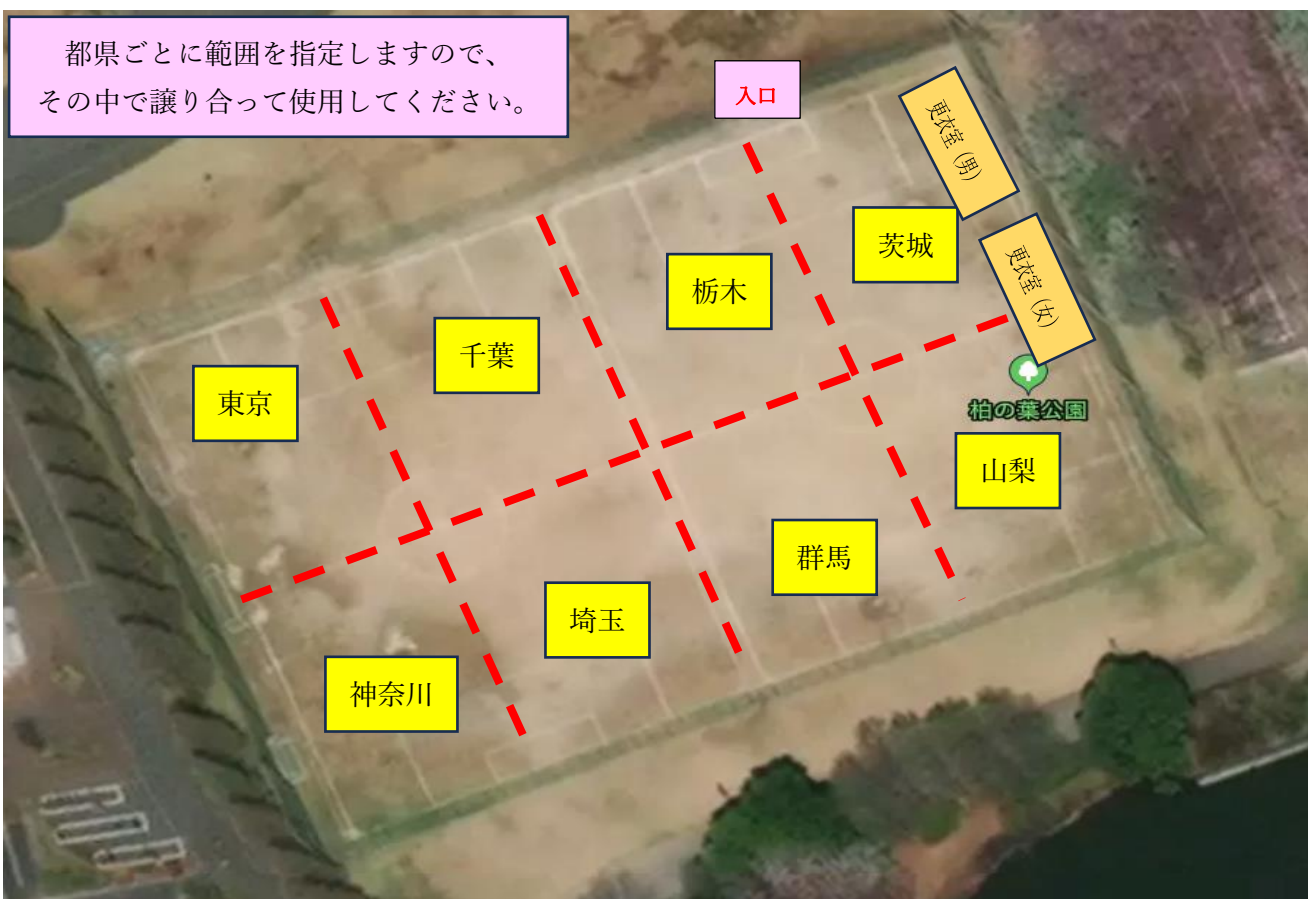 都県ごとに範囲を指定しますので、
その中で譲り合って使用してください。
入口
更衣室（男）
茨城
更衣室（女）
栃木
千葉
東京
柏の葉公園
山梨
群馬
埼玉
神奈川